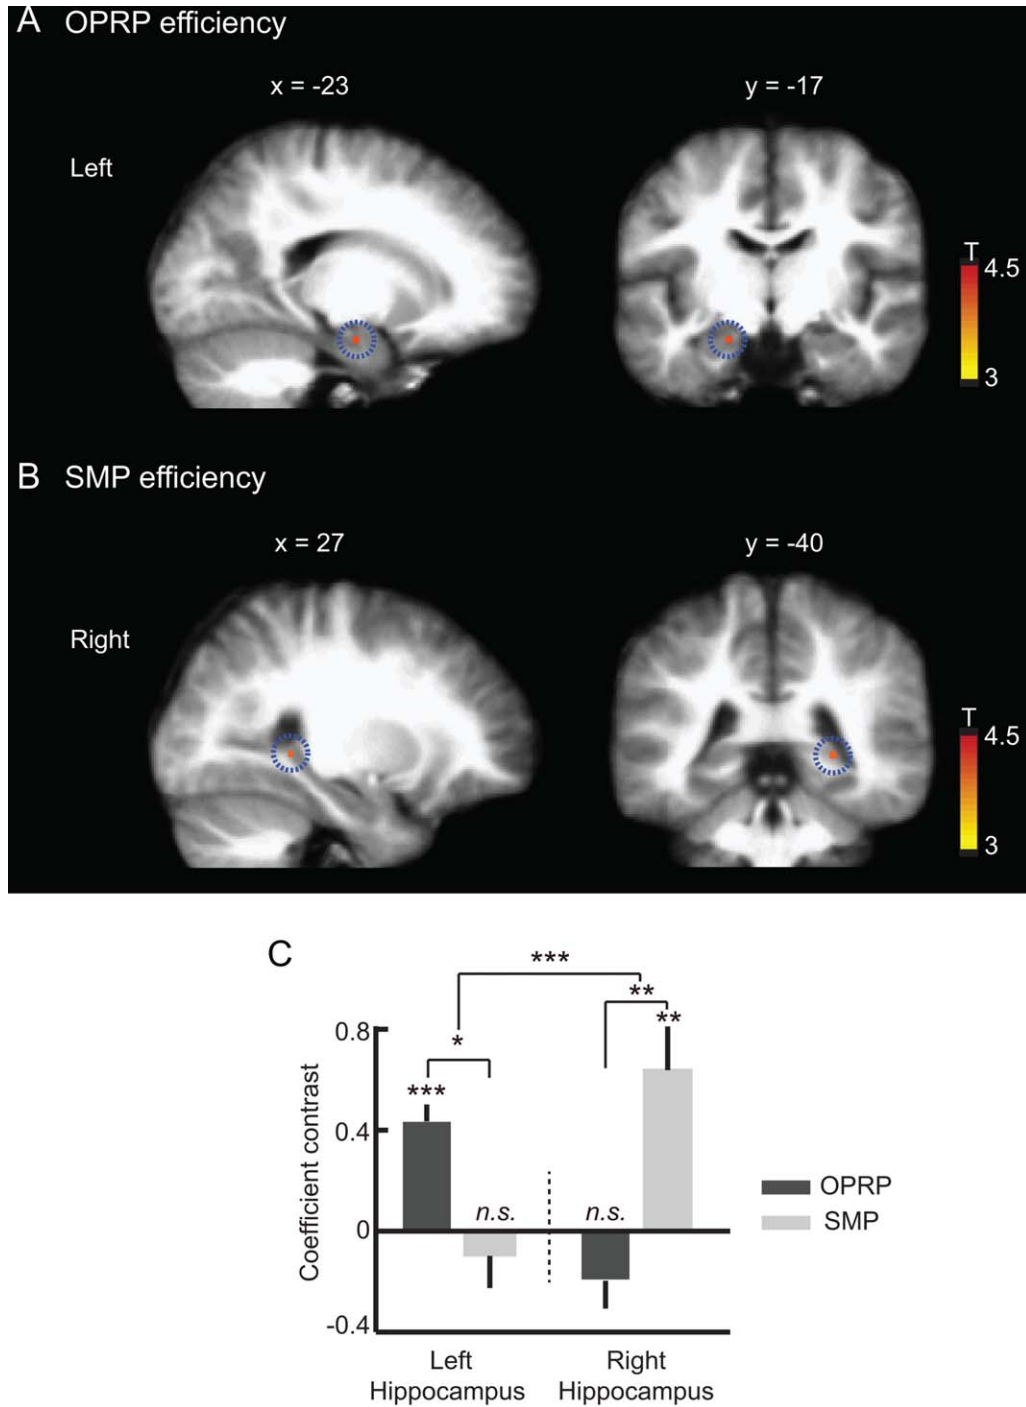 A OPRP efficiency
x = -23
y = -17
Left
T
4.5
3
B SMP efficiency
x = 27
y = -40
Right
T
4.5
3
C
***
**
**
*
***
0.8
0.4
0
-0.4
Coefficient contrast
n.s.
n.s.
OPRP
SMP
Left Hippocampus
Right Hippocampus